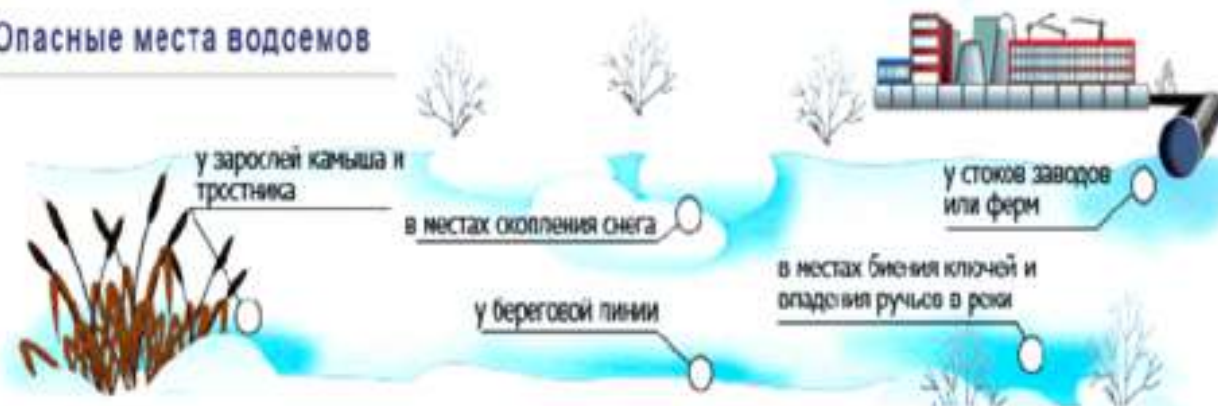 Опасные места водоемов
у зарослей камыша и
тростника
в местах скопления снега
у стоков заводов
или ферм
в местах биения ключей и
впадения ручьев в реки
у береговой линии